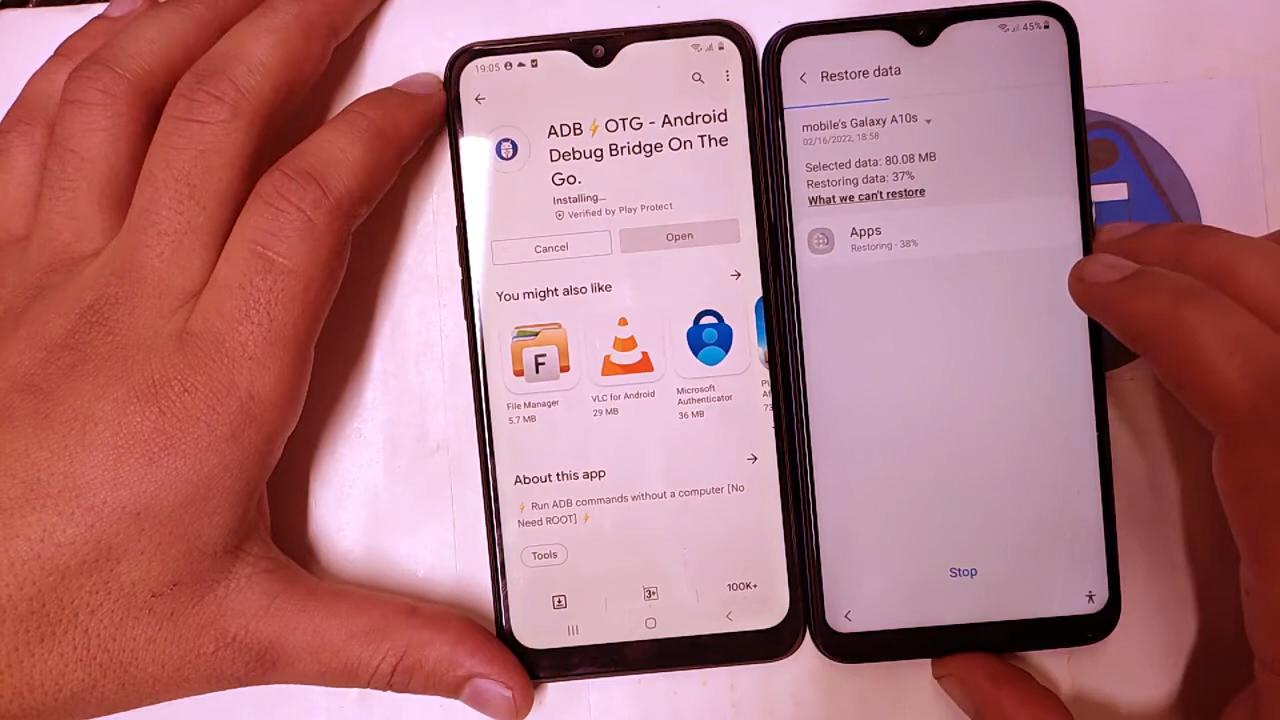 19:05
ADB⚡OTG - Android
Debug Bridge On The
Go.
Installing...
Verified by Play Protect
Cancel
Open
You might also like
F
File Manager
5.7 MB
VLC for Android
29 MB
Microsoft
Authenticator
36 MB
73
About this app
⚡ Run ADB commands without a computer [No
Need ROOT] ⚡
Tools
3+
100K+
45%
Restore data
mobile's Galaxy A10s
02/16/2022, 18:58
Selected data: 80.08 MB
Restoring data: 37%
What we can't restore
Apps
Restoring - 38%
Stop